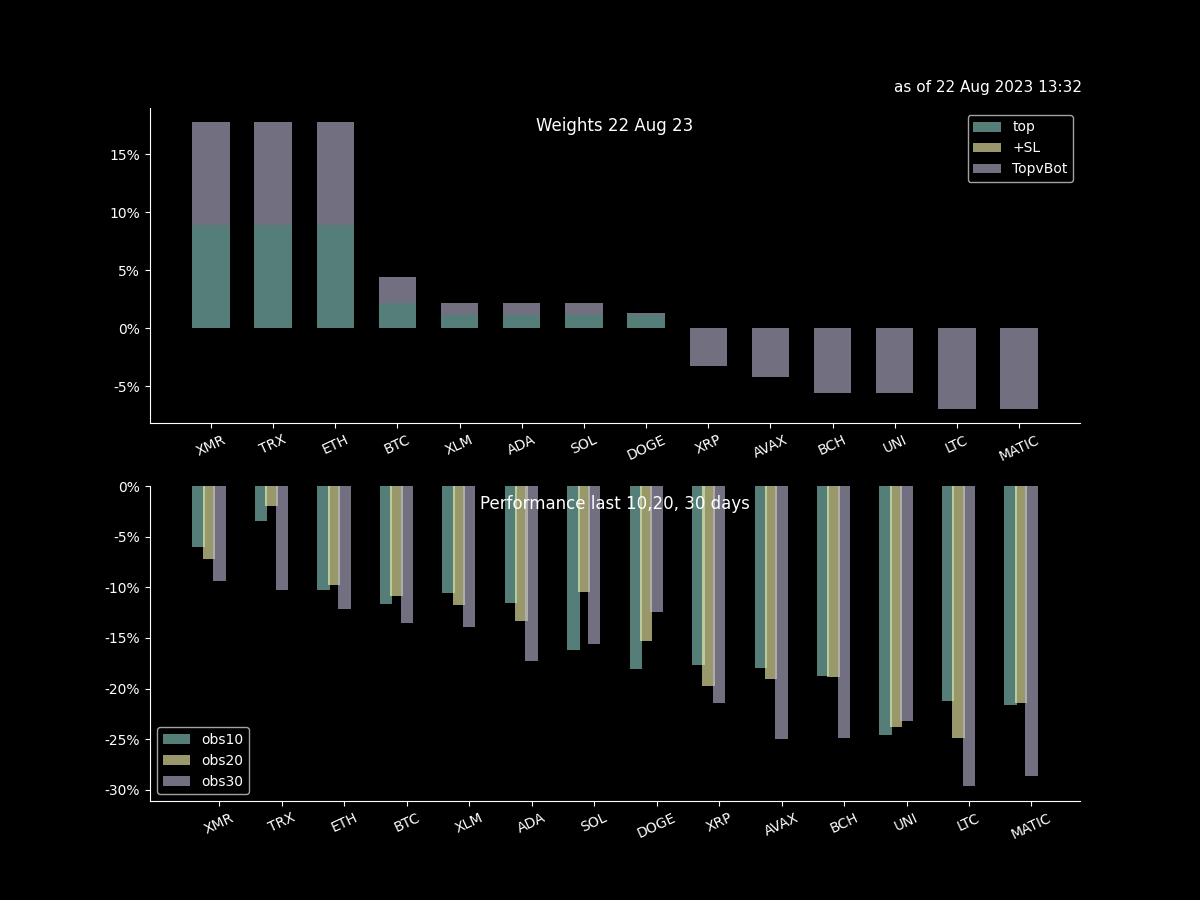 as of 22 Aug 2023 13:32
Weights 22 Aug 23
top
+SL
TopvBot
15%
10%
5%
0%
-5%
XMR TRX ETH BTC XLM ADA SOL DOGE XRP AVAX BCH UNI LTC MATIC
Performance last 10,20, 30 days
0%
-5%
-10%
-15%
-20%
-25%
-30%
obs10
obs20
obs30
XMR TRX ETH BTC XLM ADA SOL DOGE XRP AVAX BCH UNI LTC MATIC